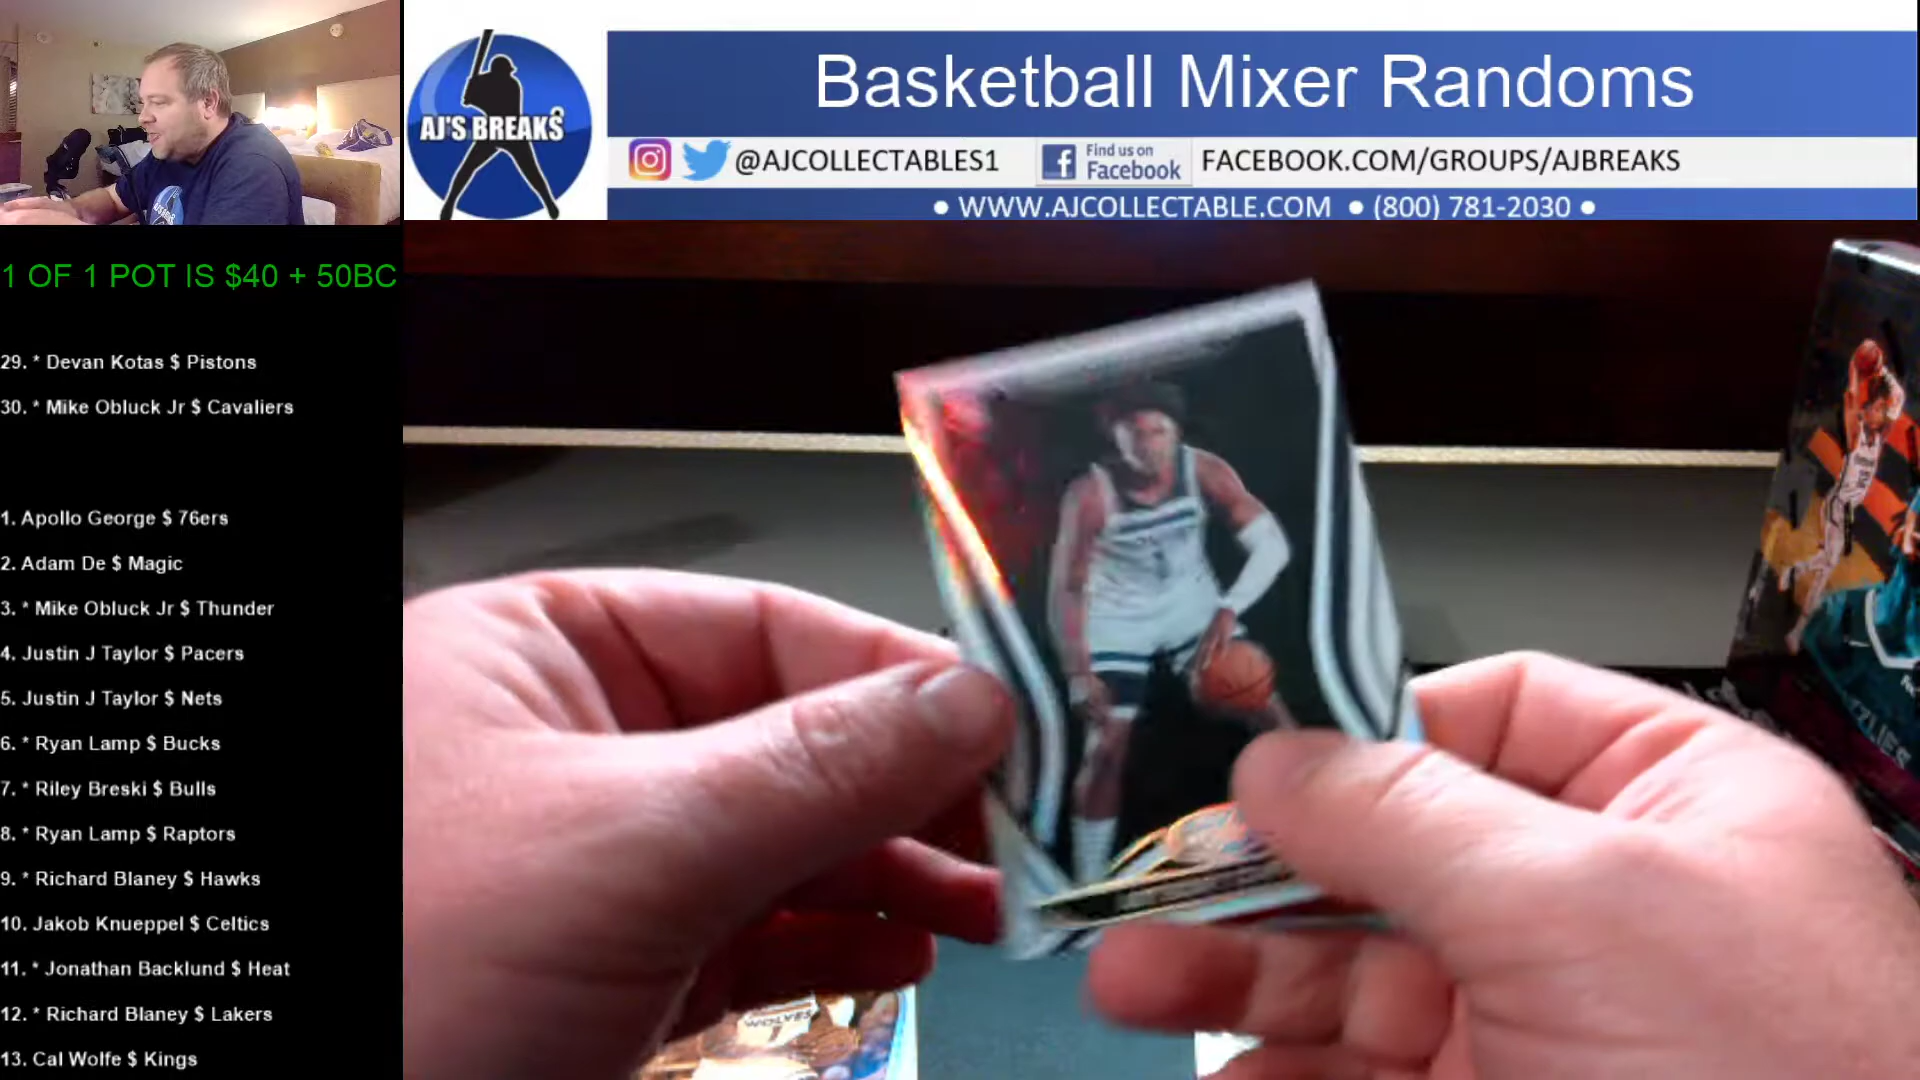 Basketball Mixer Randoms
AJ'S BREAKS
@AJCOLLECTABLES1
Find us on
Facebook
FACEBOOK.COM/GROUPS/AJBREAKS
• WWW.AJCOLLECTABLE.COM • (800) 781-2030 •
1 OF 1 POT IS $40 + 50BC
29. * Devan Kotas $ Pistons
30. * Mike Obluck Jr $ Cavaliers
1. Apollo George $ 76ers
2. Adam De $ Magic
3. * Mike Obluck Jr $ Thunder
4. Justin J Taylor $ Pacers
5. Justin J Taylor $ Nets
6. * Ryan Lamp $ Bucks
7. * Riley Breski $ Bulls
8. * Ryan Lamp $ Raptors
9. * Richard Blaney $ Hawks
10. Jakob Knueppel $ Celtics
11. * Jonathan Backlund $ Heat
12. * Richard Blaney $ Lakers
13. Cal Wolfe $ Kings
WOLVES